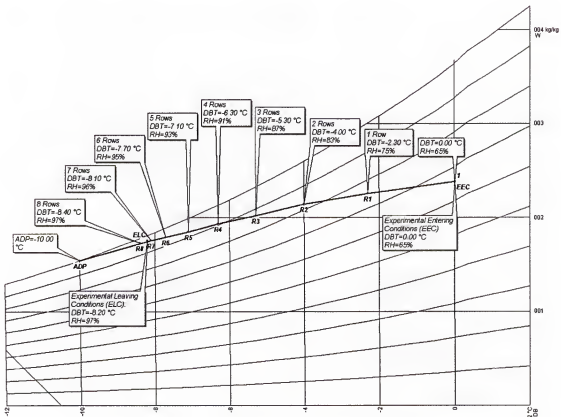 004 kg/kg
W
4 Rows
DBT=-6 30 °C
RH=91%
3 Rows
DBT=-5.30 °C
RH=87%
5 Rows
DBT=-7 10 °C
RH=93%
2 Rows
DBT=-4.00 °C
RH=83%
1 Row
DBT=-2.30 °C
RH=75%
DBT=0.00 °C
RH=65%
003
6 Rows
DBT=-7 70 °C
RH=95%
7 Rows
DBT=-8.10 °C
RH=96%
8 Rows
DBT=-8.40 °C
RH=97%
ADP=-10 00
°C
ELC
ADP
R8
R7
R6
R5
R4
R3
R2
R1
1
EEC
002
Experimental Entering
Conditions (EEC)
DBT=0.00 °C
RH=65%
Experimental Leaving
Conditions (ELC):
DBT=-8.20 °C
RH=97%
001
-12
-10
-8
-6
-4
-2
0
2 °C
DB